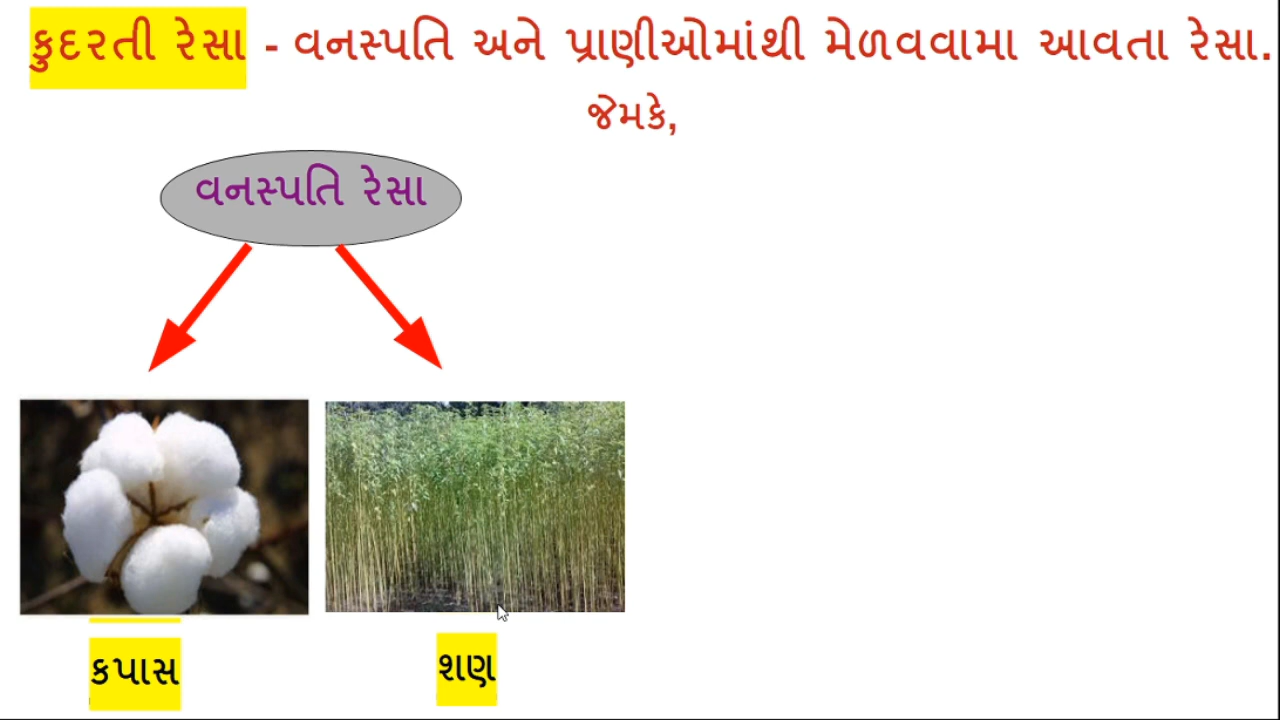 કુદરતી રેસા - વનસ્પતિ અને પ્રાણીઓમાંથી મેળવવામા આવતા રેસા.
જેમકે,
વનસ્પતિ રેસા
કપાસ
શણ